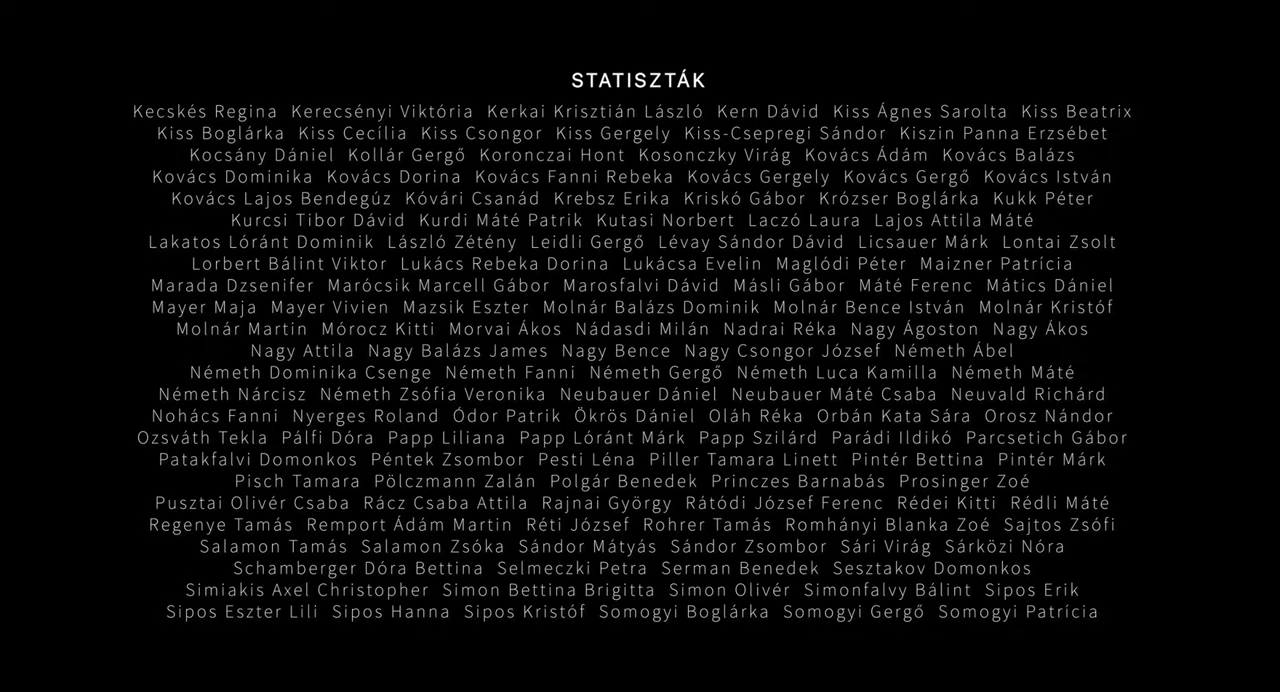 STATISZTÁK
Kecskés Regina Kerecsényi Viktória Kerkai Krisztián László Kern Dávid Kiss Ágnes Sarolta Kiss Beatrix
Kiss Boglárka Kiss Cecília Kiss Csongor Kiss Gergely Kiss-Csepregi Sándor Kiszin Panna Erzsébet
Kocsány Dániel Kollár Gergő Koronczai Hont Kosonczky Virág Kovács Ádám Kovács Balázs
Kovács Dominika Kovács Dorina Kovács Fanni Rebeka Kovács Gergely Kovács Gergő Kovács István
Kovács Lajos Bendegúz Kóvári Csanád Krebsz Erika Kriskó Gábor Krózser Boglárka Kukk Péter
Kurcsi Tibor Dávid Kurdi Máté Patrik Kutasi Norbert Laczó Laura Lajos Attila Máté
Lakatos Lóránt Dominik László Zétény Leidli Gergő Lévay Sándor Dávid Licsauer Márk Lontai Zsolt
Lorbert Bálint Viktor Lukács Rebeka Dorina Lukácsa Evelin Maglódi Péter Maizner Patrícia
Marada Dzsenifer Marócsik Marcell Gábor Marosfalvi Dávid Másli Gábor Máté Ferenc Mátics Dániel
Mayer Maja Mayer Vivien Mazsik Eszter Molnár Balázs Dominik Molnár Bence István Molnár Kristóf
Molnár Martin Mórocz Kitti Morvai Ákos Nádasdi Milán Nadrai Réka Nagy Ágoston Nagy Ákos
Nagy Attila Nagy Balázs James Nagy Bence Nagy Csongor József Németh Ábel
Németh Dominika Csenge Németh Fanni Németh Gergő Németh Luca Kamilla Németh Máté
Németh Nárcisz Németh Zsófia Veronika Neubauer Dániel Neubauer Máté Csaba Neuvald Richárd
Nohács Fanni Nyerges Roland Ódor Patrik Ökrös Dániel Oláh Réka Orbán Kata Sára Orosz Nándor
Ozsváth Tekla Pálfi Dóra Papp Liliana Papp Lóránt Márk Papp Szilárd Parádi Ildikó Parcsetich Gábor
Patakfalvi Domonkos Péntek Zsombor Pesti Léna Piller Tamara Linett Pintér Bettina Pintér Márk
Pisch Tamara Pölczmann Zalán Polgár Benedek Princzes Barnabás Prosinger Zoé
Pusztai Olivér Csaba Rácz Csaba Attila Rajnai György Rátódi József Ferenc Rédei Kitti Rédli Máté
Regenye Tamás Remport Ádám Martin Réti József Rohrer Tamás Romhányi Blanka Zoé Sajtos Zsófi
Salamon Tamás Salamon Zsóka Sándor Mátyás Sándor Zsombor Sári Virág Sárközi Nóra
Schamberger Dóra Bettina Selmeczki Petra Serman Benedek Sesztakov Domonkos
Simiakis Axel Christopher Simon Bettina Brigitta Simon Olivér Simonfalvy Bálint Sipos Erik
Sipos Eszter Lili Sipos Hanna Sipos Kristóf Somogyi Boglárka Somogyi Gergő Somogyi Patrícia